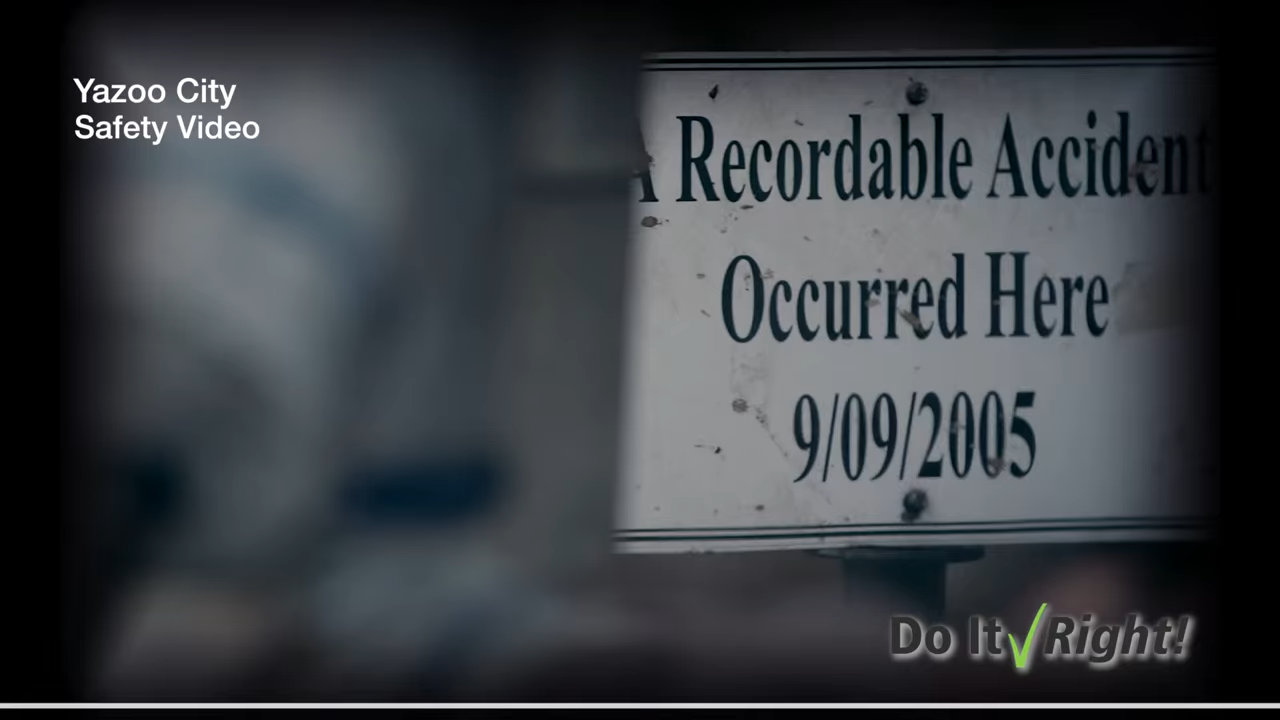 Yazoo City
Safety Video
A Recordable Accident
Occurred Here
9/09/2005
Do It Right!